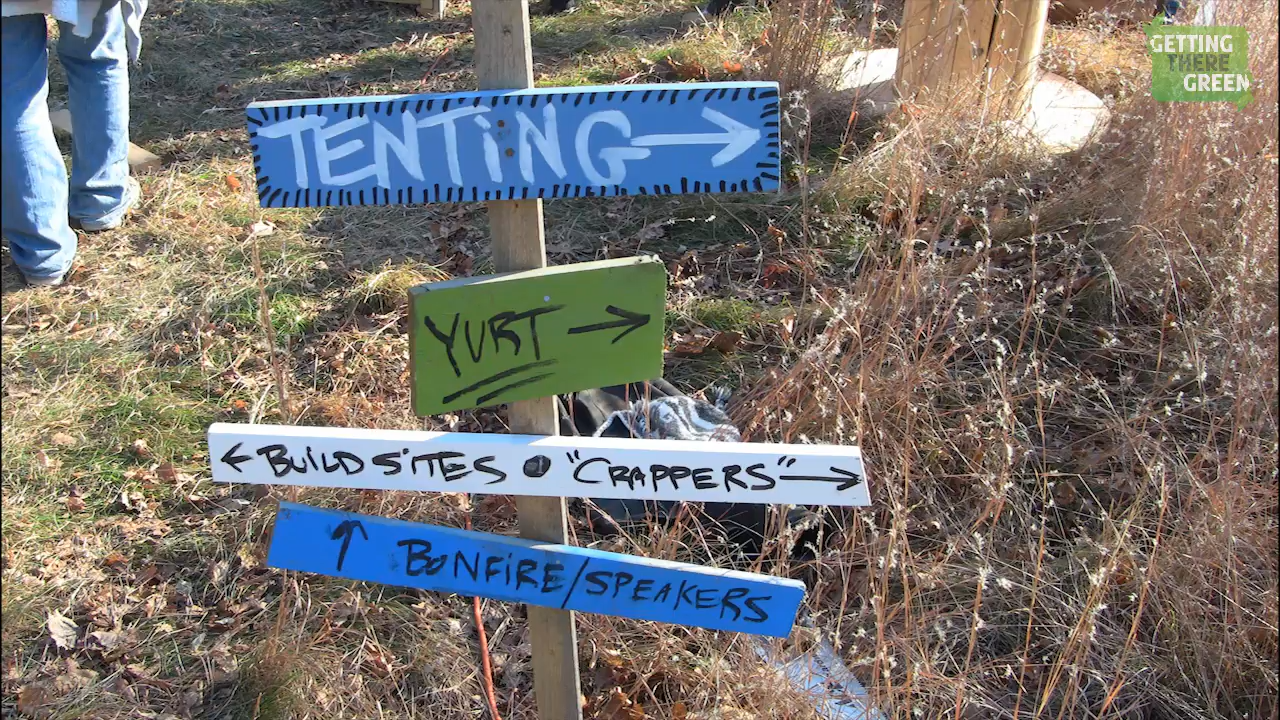 GETTING
THERE
GREEN
TENTiNG →
YURT →
← BUiLD SiTES • "CRAPPERS" →
↑ BONFiRE/SPEAKERS